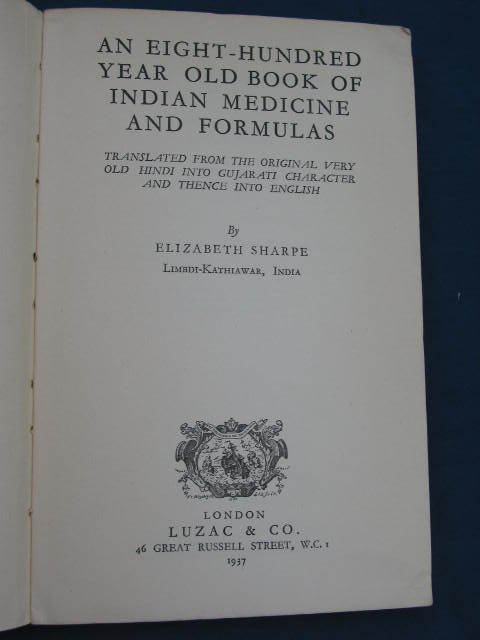 AN EIGHT-HUNDRED
YEAR OLD BOOK OF
INDIAN MEDICINE
AND FORMULAS
TRANSLATED FROM THE ORIGINAL VERY
OLD HINDI INTO GUJARATI CHARACTER
AND THENCE INTO ENGLISH
By
ELIZABETH SHARPE
LIMBDI-KATHIAWAR, INDIA
LONDON
LUZAC & CO.
46 GREAT RUSSELL STREET, W.C. 1
1937